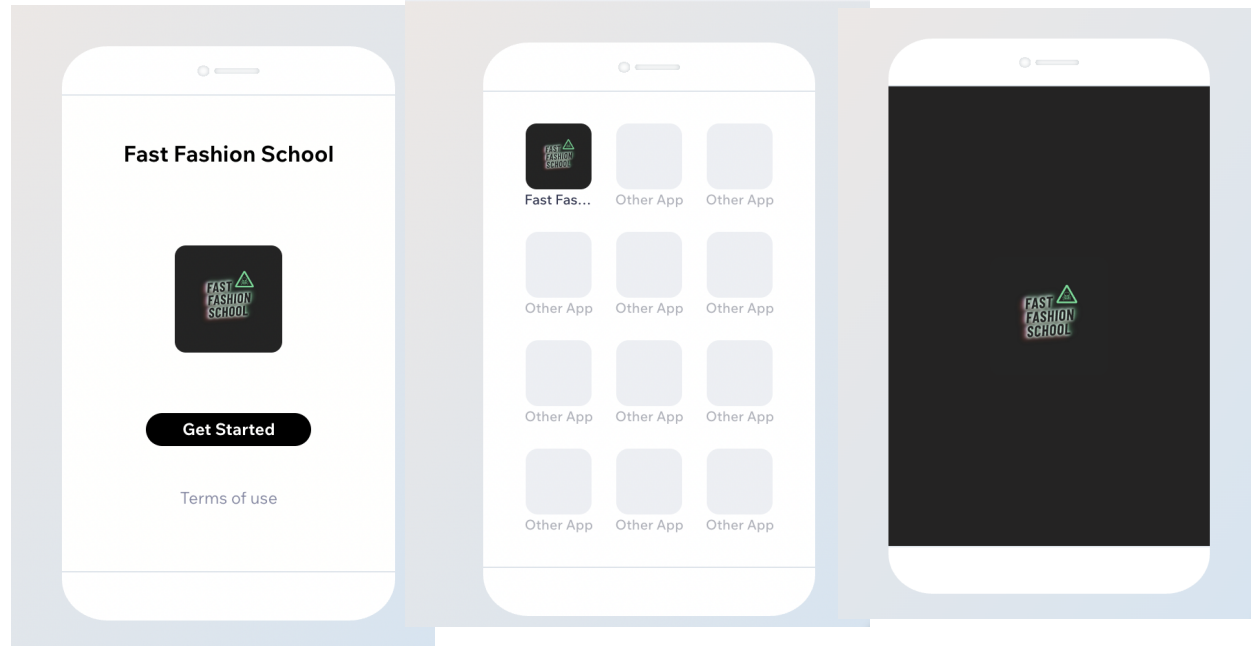 Fast Fashion School
FAST
FASHION
SCHOOL
Get Started
Terms of use
FAST
FASHION
SCHOOL
Fast Fas...
Other App
Other App
Other App
Other App
Other App
Other App
Other App
Other App
Other App
Other App
Other App
FAST
FASHION
SCHOOL